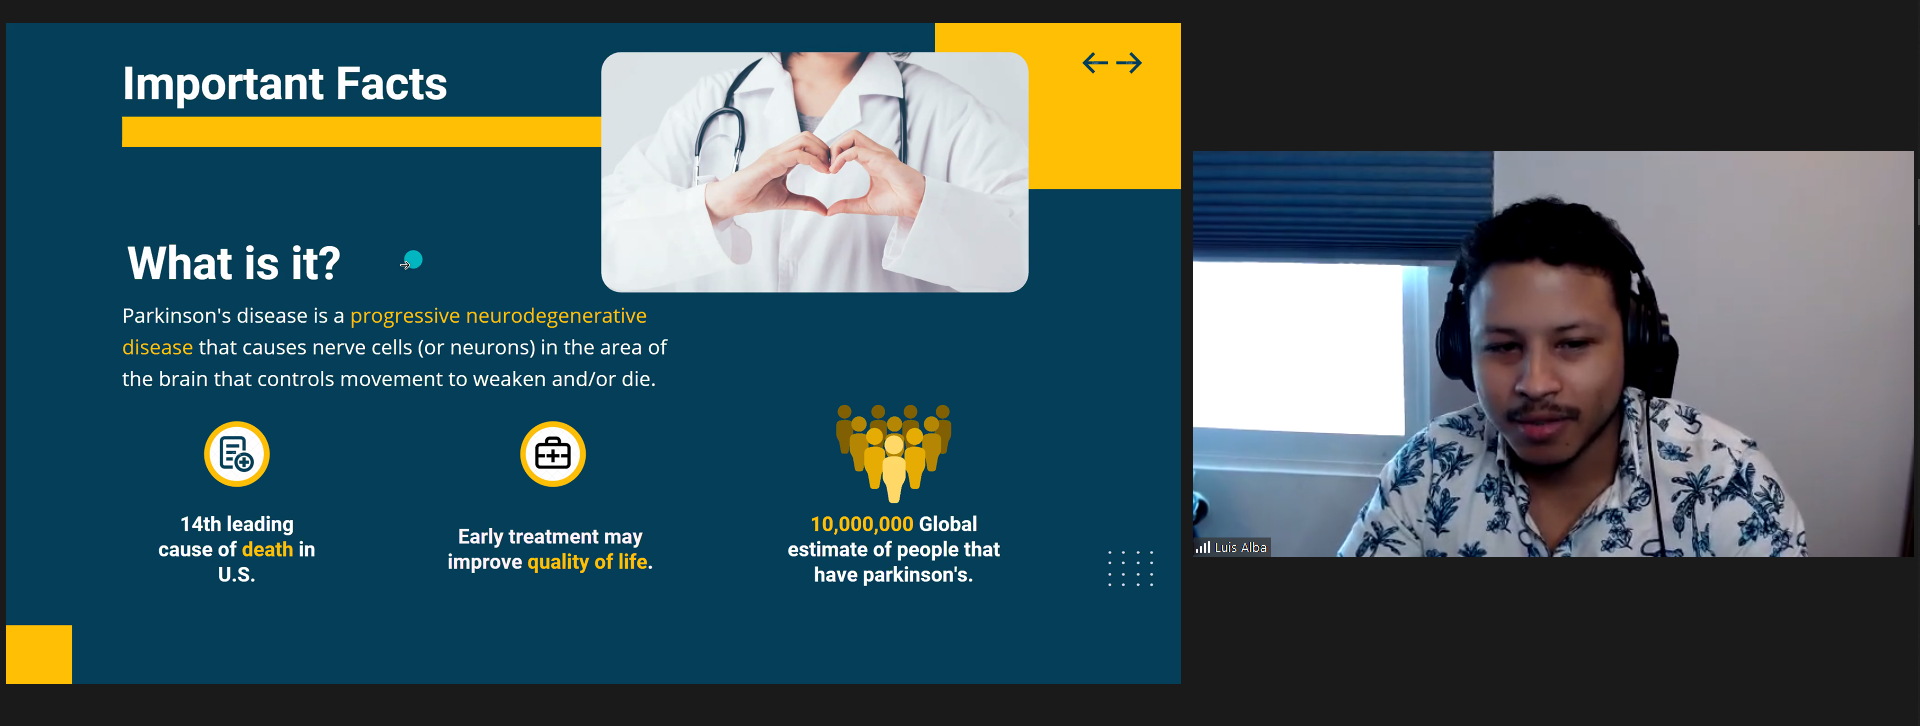 Important Facts
What is it?
Parkinson's disease is a progressive neurodegenerative
disease that causes nerve cells (or neurons) in the area of
the brain that controls movement to weaken and/or die.
14th leading
cause of death in
U.S.
Early treatment may
improve quality of life.
10,000,000 Global
estimate of people that
have parkinson's.
Luis Alba